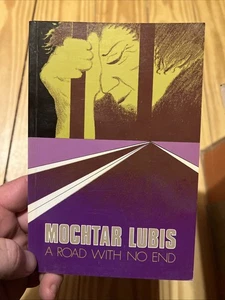 MOCHTAR LUBIS
A ROAD WITH NO END